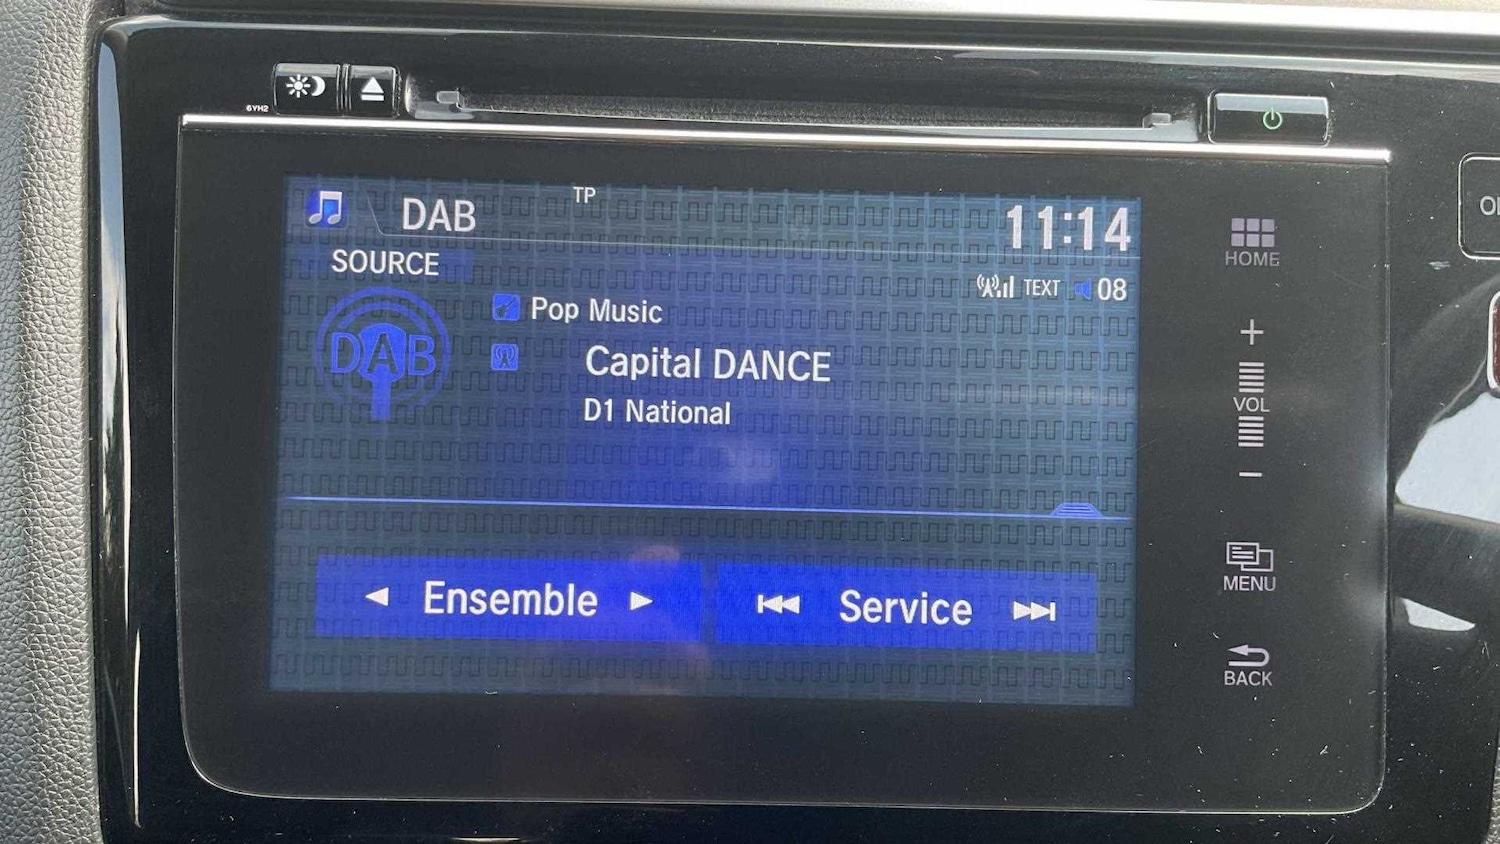 6YH2
DAB
TP
11:14
SOURCE
TEXT 08
Pop Music
DAB
Capital DANCE
D1 National
Ensemble
Service
HOME
+
VOL
−
MENU
BACK